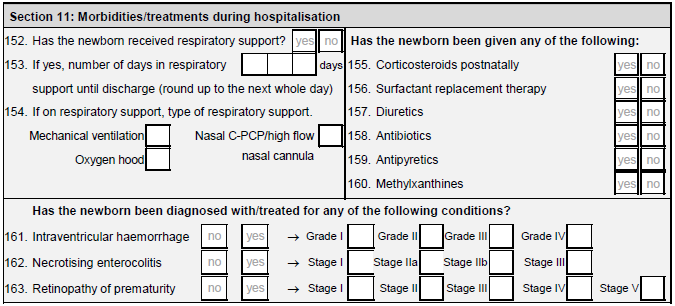 Section 11: Morbidities/treatments during hospitalisation
152. Has the newborn received respiratory support? yes no
153. If yes, number of days in respiratory days
support until discharge (round up to the next whole day)
154. If on respiratory support, type of respiratory support.
Mechanical ventilation Nasal C-PCP/high flow
Oxygen hood nasal cannula
Has the newborn been given any of the following:
155. Corticosteroids postnatally yes no
156. Surfactant replacement therapy yes no
157. Diuretics yes no
158. Antibiotics yes no
159. Antipyretics yes no
160. Methylxanthines yes no
Has the newborn been diagnosed with/treated for any of the following conditions?
161. Intraventricular haemorrhage no yes → Grade I Grade II Grade III Grade IV
162. Necrotising enterocolitis no yes → Stage I Stage IIa Stage IIb Stage III
163. Retinopathy of prematurity no yes → Stage I Stage II Stage III Stage IV Stage V